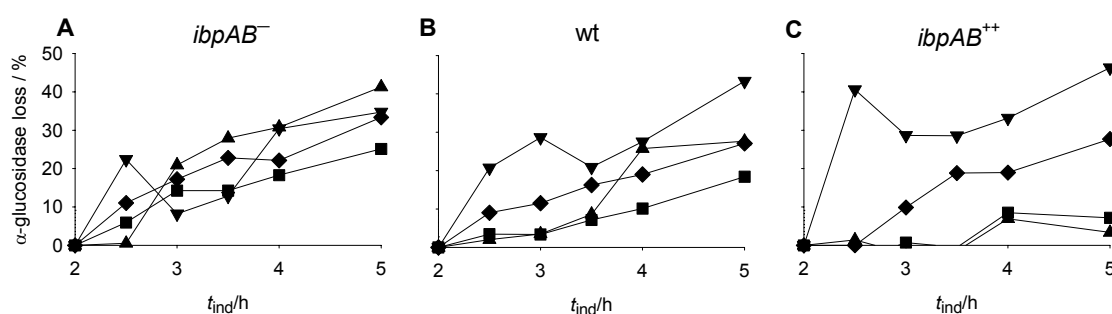 A ibpAB⁻ B wt C ibpAB⁺⁺
α-glucosidase loss / %
50
40
30
20
10
0
2 3 4 5 2 3 4 5 2 3 4 5
t_ind/h t_ind/h t_ind/h